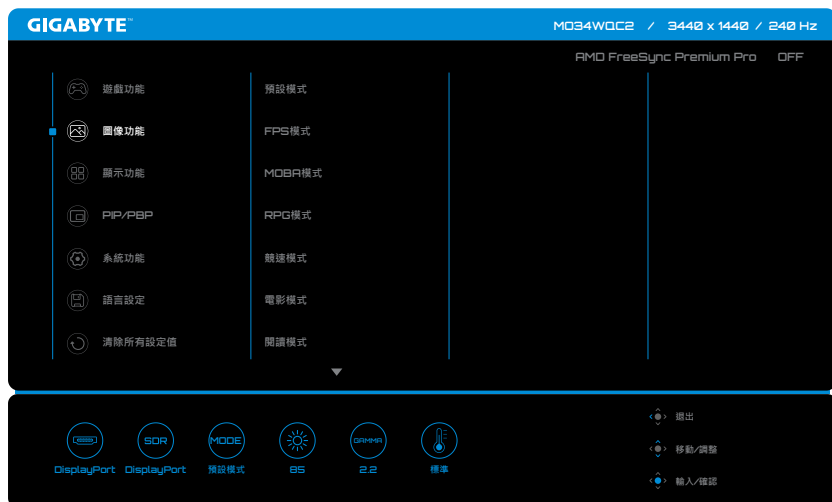 GIGABYTE™
MO34WQC2 / 3440 x 1440 / 240 Hz
AMD FreeSync Premium Pro OFF
遊戲功能
圖像功能
顯示功能
PIP/PBP
系統功能
語言設定
清除所有設定值
預設模式
FPS模式
MOBA模式
RPG模式
競速模式
電影模式
閱讀模式
SDR
MODE
GAMMA
DisplayPort DisplayPort 預設模式 85 2.2 標準
退出
移動/調整
輸入/確認